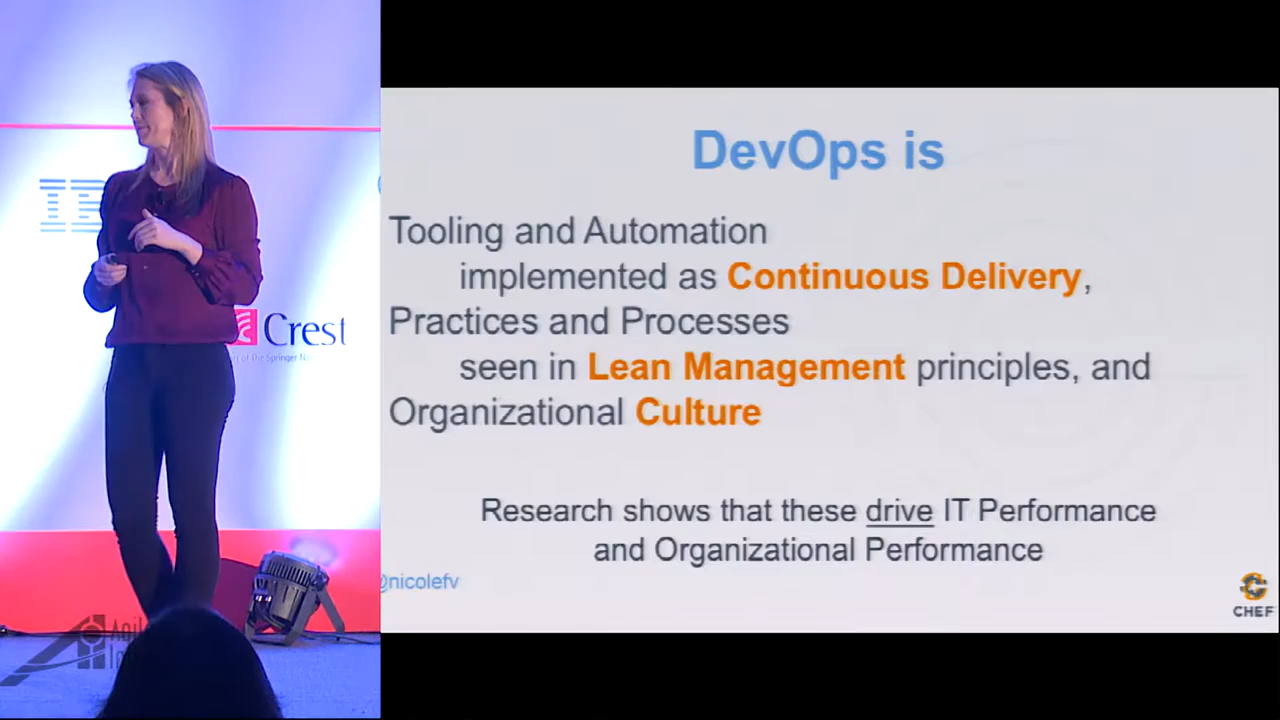 DevOps is
Tooling and Automation
implemented as Continuous Delivery,
Practices and Processes
seen in Lean Management principles, and
Organizational Culture
Research shows that these drive IT Performance
and Organizational Performance
@nicolefv
CHEF
Crest